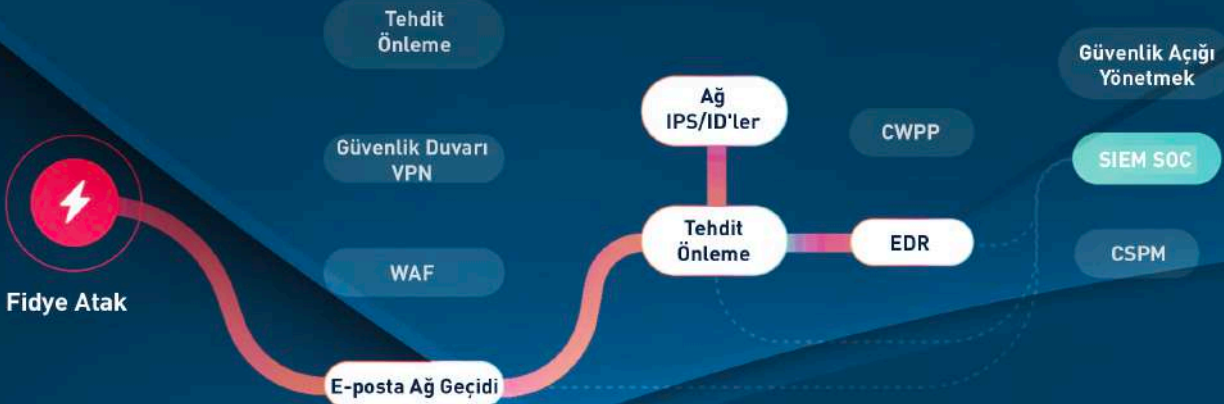 Tehdit
Önleme
Güvenlik Açığı
Yönetmek
Ağ
IPS/ID'ler
CWPP
Güvenlik Duvarı
VPN
SIEM SOC
Tehdit
Önleme
EDR
WAF
CSPM
Fidye Atak
E-posta Ağ Geçidi